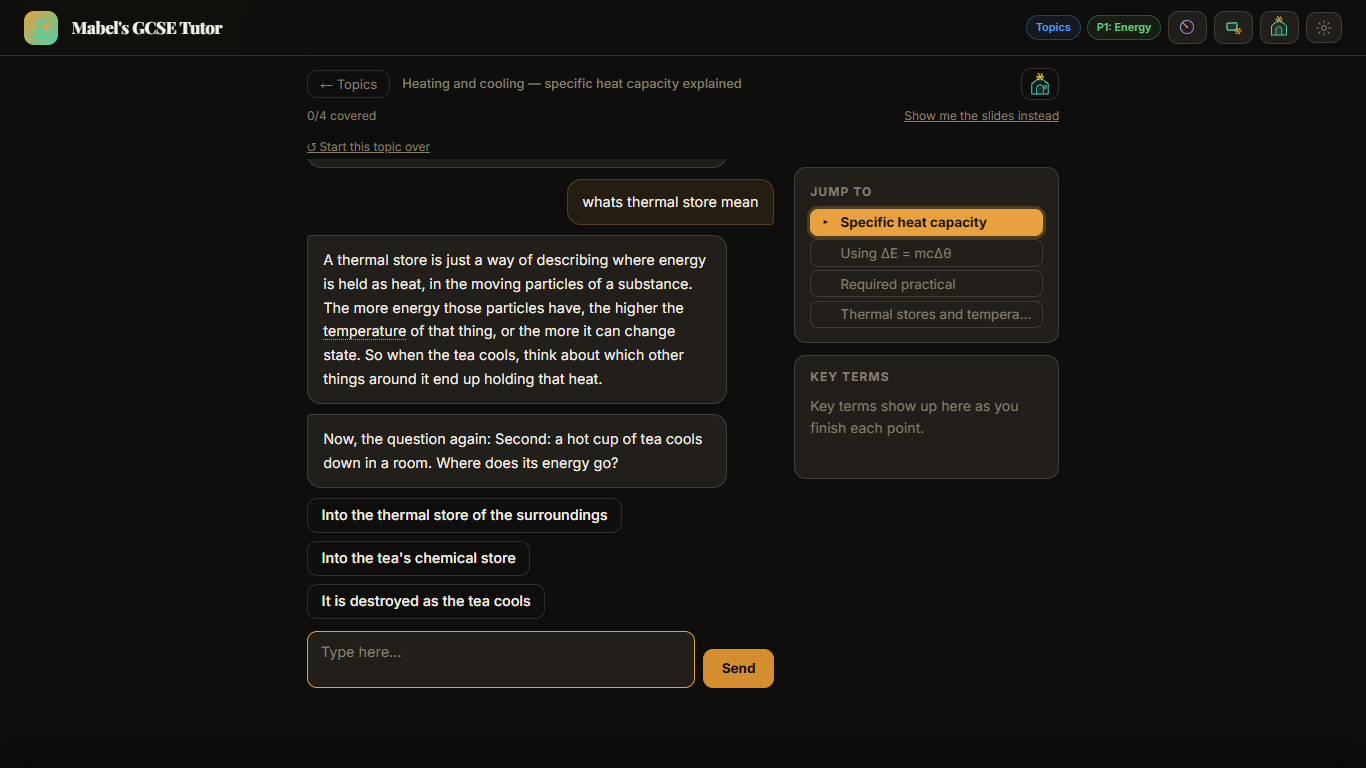 Mabel's GCSE Tutor
Topics
P1: Energy
← Topics
Heating and cooling — specific heat capacity explained
0/4 covered
Show me the slides instead
↺ Start this topic over
whats thermal store mean
A thermal store is just a way of describing where energy
is held as heat, in the moving particles of a substance.
The more energy those particles have, the higher the
temperature of that thing, or the more it can change
state. So when the tea cools, think about which other
things around it end up holding that heat.
Now, the question again: Second: a hot cup of tea cools
down in a room. Where does its energy go?
Into the thermal store of the surroundings
Into the tea's chemical store
It is destroyed as the tea cools
Type here...
Send
JUMP TO
Specific heat capacity
Using ΔE = mcΔθ
Required practical
Thermal stores and tempera...
KEY TERMS
Key terms show up here as you
finish each point.